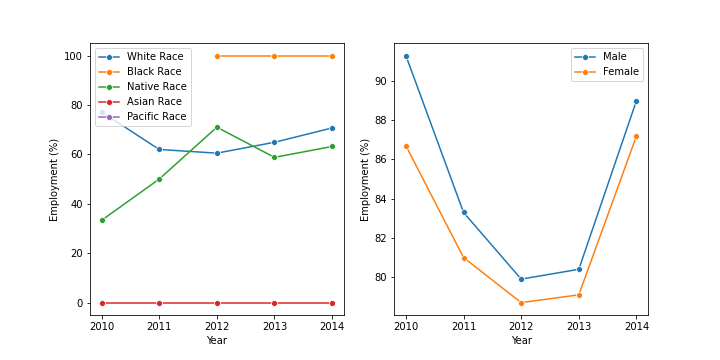 100
80
60
40
20
0
Employment (%)
White Race
Black Race
Native Race
Asian Race
Pacific Race
2010 2011 2012 2013 2014
Year
90
88
86
84
82
80
Employment (%)
Male
Female
2010 2011 2012 2013 2014
Year